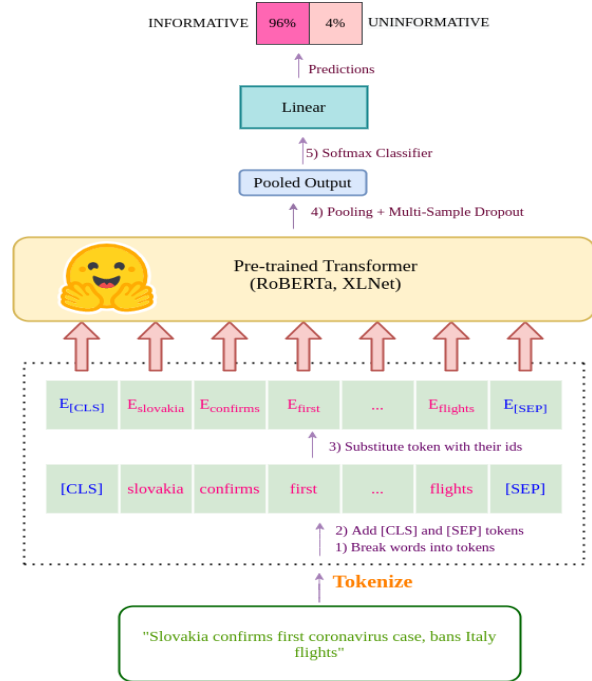 INFORMATIVE 96% 4% UNINFORMATIVE
Predictions
Linear
5) Softmax Classifier
Pooled Output
4) Pooling + Multi-Sample Dropout
Pre-trained Transformer
(RoBERTa, XLNet)
E[CLS] Eslovakia Econfirms Efirst ... Eflights E[SEP]
3) Substitute token with their ids
[CLS] slovakia confirms first ... flights [SEP]
2) Add [CLS] and [SEP] tokens
1) Break words into tokens
Tokenize
"Slovakia confirms first coronavirus case, bans Italy
flights"